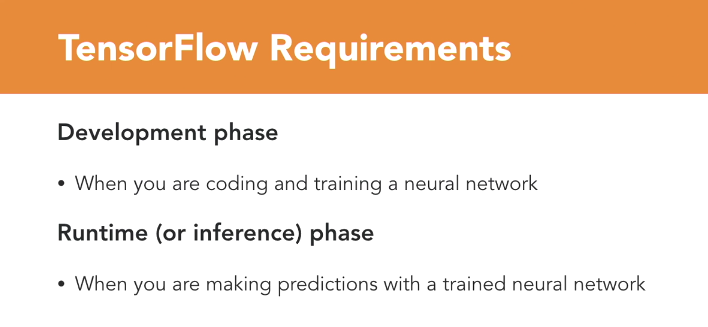 TensorFlow Requirements
Development phase
• When you are coding and training a neural network
Runtime (or inference) phase
• When you are making predictions with a trained neural network